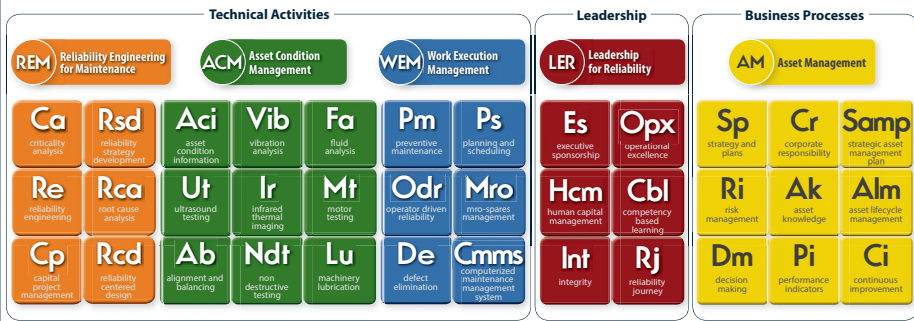 Technical Activities
Leadership
Business Processes
REM
Reliability Engineering
for Maintenance
ACM
Asset Condition
Management
WEM
Work Execution
Management
LER
Leadership
for Reliability
AM
Asset Management
Ca
criticality
analysis
Rsd
reliability
strategy
development
Aci
asset
condition
information
Vib
vibration
analysis
Fa
fluid
analysis
Pm
preventive
maintenance
Ps
planning and
scheduling
Es
executive
sponsorship
Opx
operational
excellence
Sp
strategy and
plans
Cr
corporate
responsibility
Samp
strategic asset
management
plan
Re
reliability
engineering
Rca
root cause
analysis
Ut
ultrasound
testing
Ir
infrared
thermal
imaging
Mt
motor
testing
Odr
operator driven
reliability
Mro
mro-spares
management
Hcm
human capital
management
Cbl
competency
based
learning
Ri
risk
management
Ak
asset
knowledge
Alm
asset lifecycle
management
Cp
capital
project
management
Rcd
reliability
centered
design
Ab
alignment and
balancing
Ndt
non
destructive
testing
Lu
machinery
lubrication
De
defect
elimination
Cmms
computerized
maintenance
management
system
Int
integrity
Rj
reliability
journey
Dm
decision
making
Pi
performance
indicators
Ci
continuous
improvement